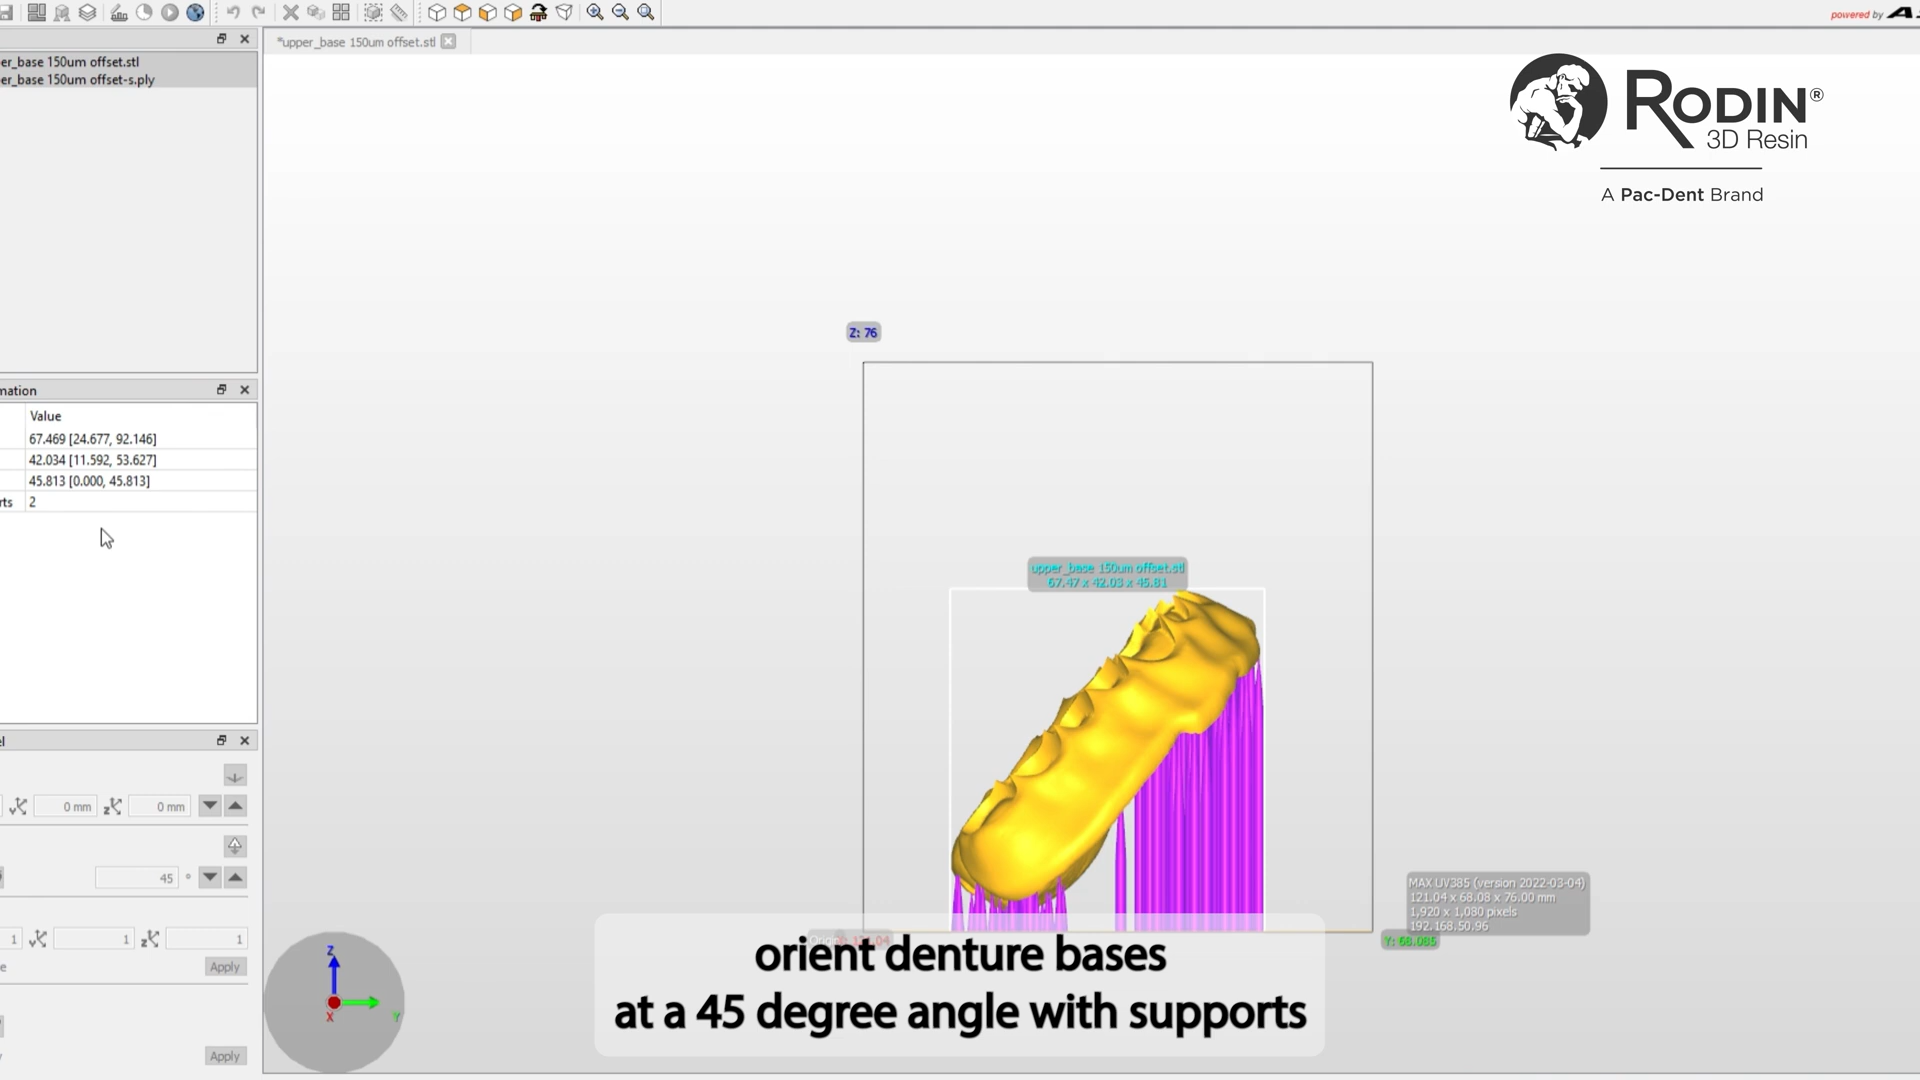 powered by
er_base 150um offset.stl
er_base 150um offset-s.ply
*upper_base 150um offset.stl
RODIN®
3D Resin
A Pac-Dent Brand
Z: 76
mation
Value
67.469 [24.677, 92.146]
42.034 [11.592, 53.627]
45.813 [0.000, 45.813]
rts 2
upper_base 150um offset.stl
67.47 x 42.03 x 45.81
el
0 mm 0 mm
45 °
1 1 1
e Apply
Apply
MAX UV385 (version 2022-03-04)
121.04 x 68.08 x 76.00 mm
1,920 x 1,080 pixels
192.168.50.96
Y: 68.085
Z
Y
X
orient denture bases
at a 45 degree angle with supports